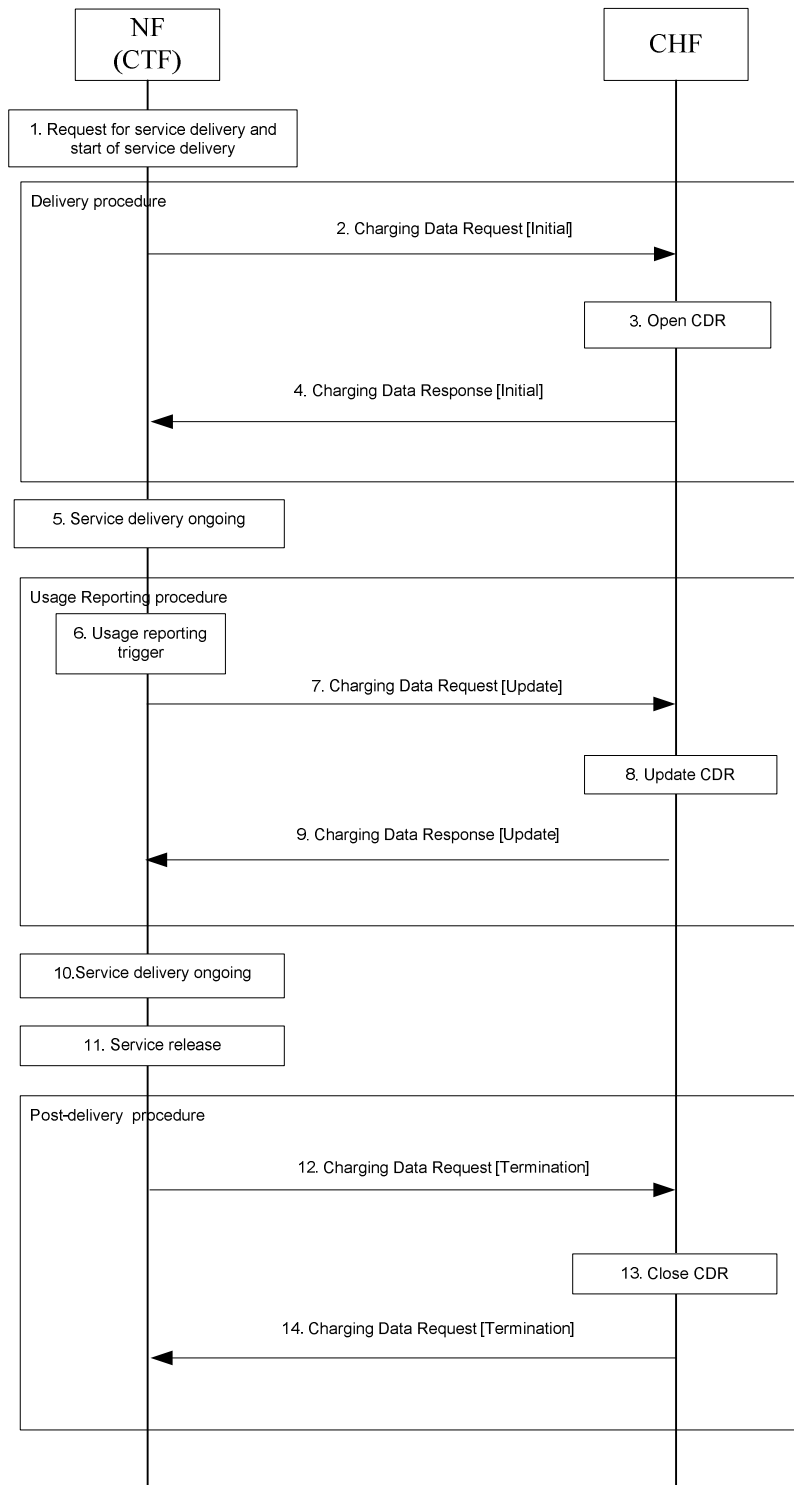 NF
(CTF)
CHF
1. Request for service delivery and
start of service delivery
Delivery procedure
2. Charging Data Request [Initial]
3. Open CDR
4. Charging Data Response [Initial]
5. Service delivery ongoing
Usage Reporting procedure
6. Usage reporting
trigger
7. Charging Data Request [Update]
8. Update CDR
9. Charging Data Response [Update]
10.Service delivery ongoing
11. Service release
Post-delivery procedure
12. Charging Data Request [Termination]
13. Close CDR
14. Charging Data Request [Termination]